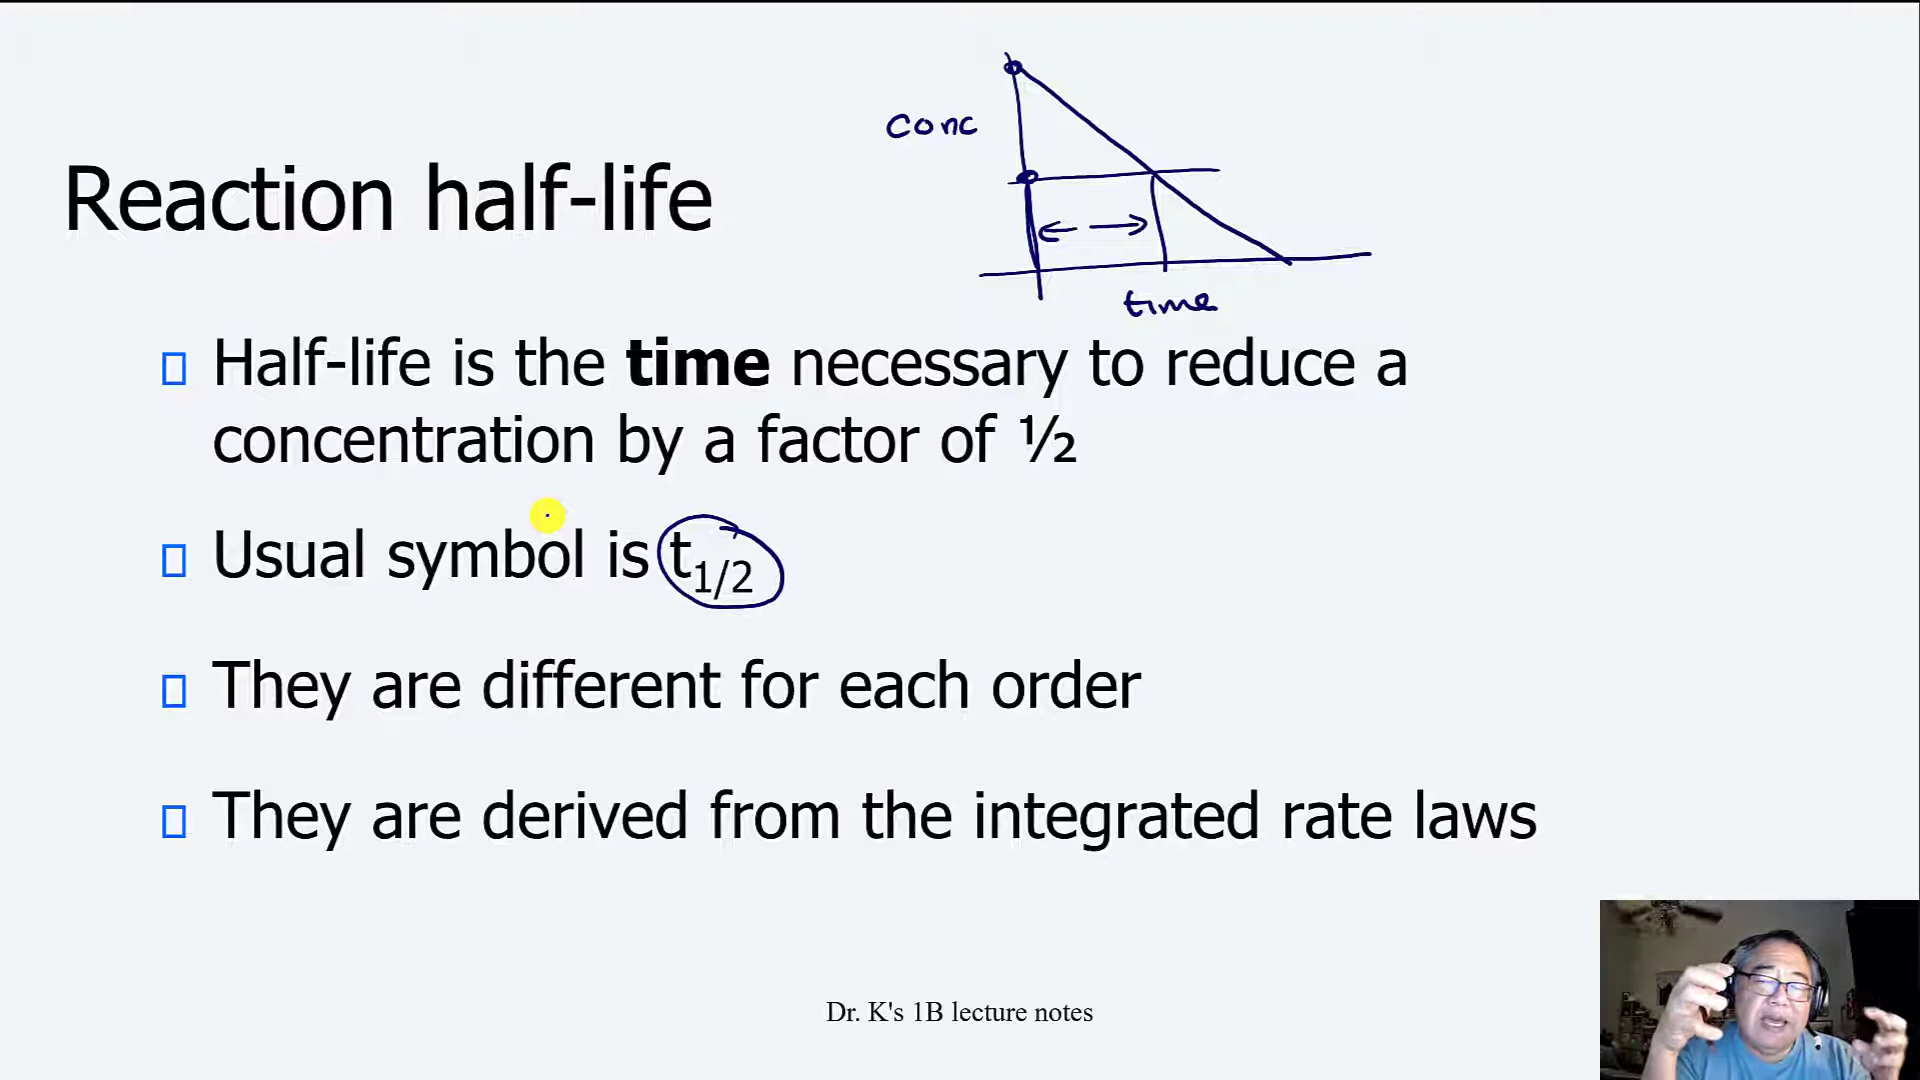 conc
Reaction half-life
time
Half-life is the time necessary to reduce a
concentration by a factor of ½
Usual symbol is t1/2
They are different for each order
They are derived from the integrated rate laws
Dr. K's 1B lecture notes